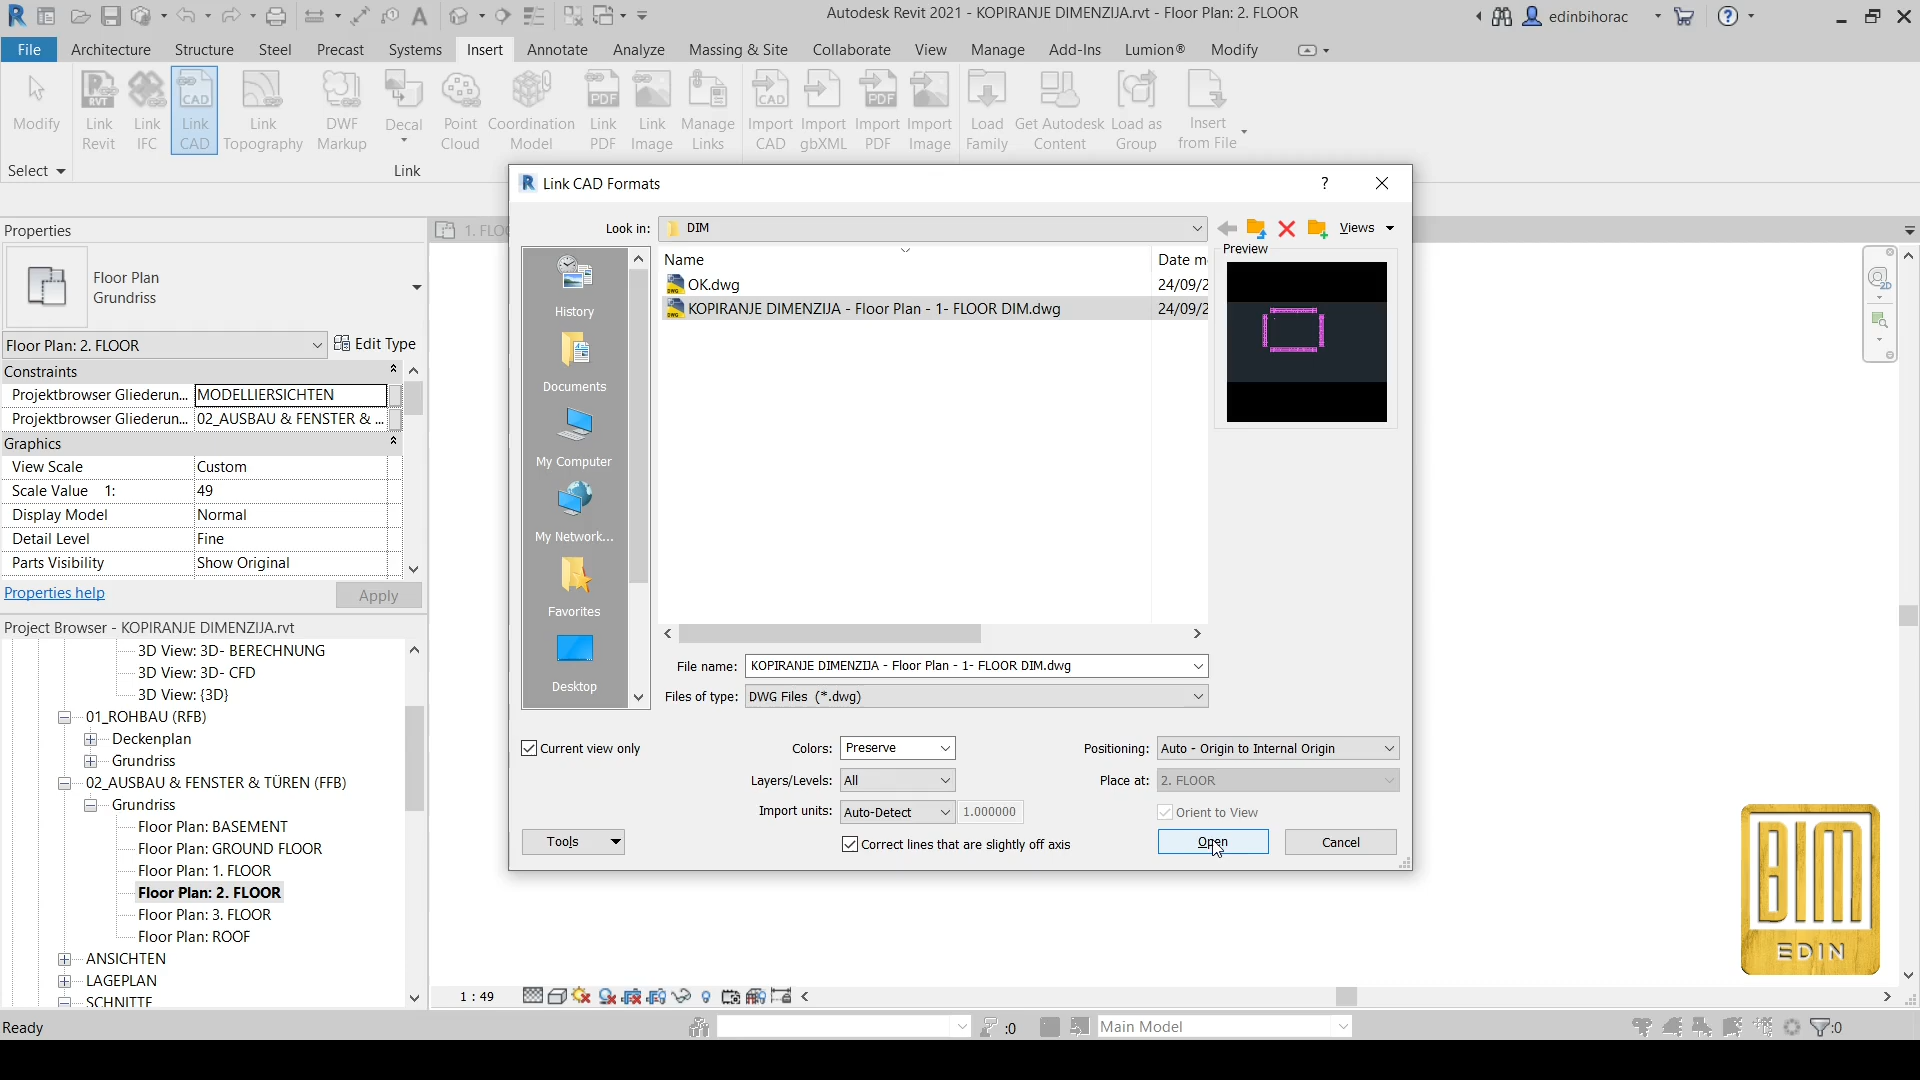 Autodesk Revit 2021 - KOPIRANJE DIMENZIJA.rvt - Floor Plan: 2. FLOOR
edinbihorac
File Architecture Structure Steel Precast Systems Insert Annotate Analyze Massing & Site Collaborate View Manage Add-Ins Lumion® Modify
Modify
Link Revit
Link IFC
Link CAD
Link Topography
DWF Markup
Decal
Point Cloud
Coordination Model
Link PDF
Link Image
Manage Links
Import CAD
Import gbXML
Import PDF
Import Image
Load Family
Get Autodesk Content
Load as Group
Insert from File
Select
Link
Link CAD Formats
?
Properties
1. FLO
Look in: DIM
Views
Preview
Floor Plan
Grundriss
Name
Date m
OK.dwg 24/09/2
KOPIRANJE DIMENZIJA - Floor Plan - 1- FLOOR DIM.dwg 24/09/2
History
Documents
My Computer
My Network...
Favorites
Desktop
Floor Plan: 2. FLOOR
Edit Type
Constraints
Projektbrowser Gliederun... MODELLIERSICHTEN
Projektbrowser Gliederun... 02_AUSBAU & FENSTER & ...
Graphics
View Scale Custom
Scale Value 1: 49
Display Model Normal
Detail Level Fine
Parts Visibility Show Original
Properties help
Apply
File name: KOPIRANJE DIMENZIJA - Floor Plan - 1- FLOOR DIM.dwg
Files of type: DWG Files (*.dwg)
Current view only
Colors: Preserve
Positioning: Auto - Origin to Internal Origin
Layers/Levels: All
Place at: 2. FLOOR
Import units: Auto-Detect 1.000000
Orient to View
Tools
Correct lines that are slightly off axis
Open
Cancel
Project Browser - KOPIRANJE DIMENZIJA.rvt
3D View: 3D- BERECHNUNG
3D View: 3D- CFD
3D View: {3D}
01_ROHBAU (RFB)
Deckenplan
Grundriss
02_AUSBAU & FENSTER & TÜREN (FFB)
Grundriss
Floor Plan: BASEMENT
Floor Plan: GROUND FLOOR
Floor Plan: 1. FLOOR
Floor Plan: 2. FLOOR
Floor Plan: 3. FLOOR
Floor Plan: ROOF
ANSICHTEN
LAGEPLAN
SCHNITTE
BIM
EDIN
1 : 49
Ready
:0
Main Model
:0